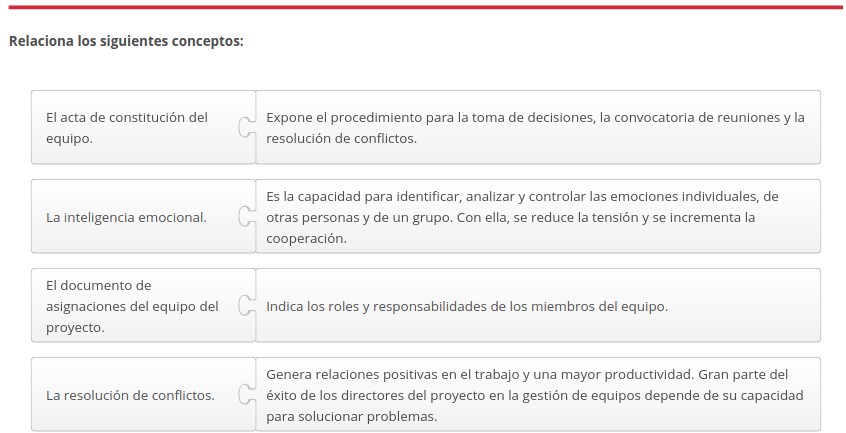 Relaciona los siguientes conceptos:
El acta de constitución del
equipo.
Expone el procedimiento para la toma de decisiones, la convocatoria de reuniones y la
resolución de conflictos.
La inteligencia emocional.
Es la capacidad para identificar, analizar y controlar las emociones individuales, de
otras personas y de un grupo. Con ella, se reduce la tensión y se incrementa la
cooperación.
El documento de
asignaciones del equipo del
proyecto.
Indica los roles y responsabilidades de los miembros del equipo.
La resolución de conflictos.
Genera relaciones positivas en el trabajo y una mayor productividad. Gran parte del
éxito de los directores del proyecto en la gestión de equipos depende de su capacidad
para solucionar problemas.